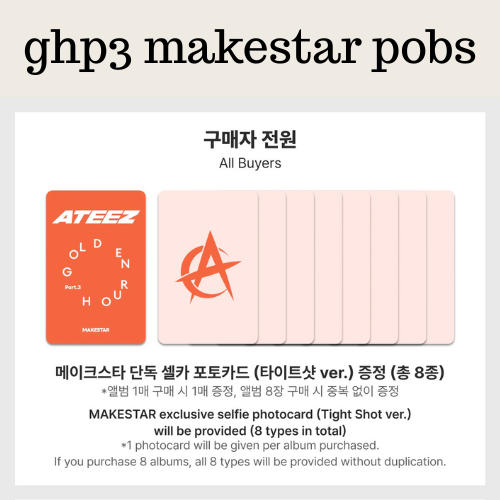 ghp3 makestar pobs
구매자 전원
All Buyers
ATEEZ
GOLDEN
Part.3
HOUR
MAKESTAR
메이크스타 단독 셀카 포토카드 (타이트샷 ver.) 증정 (총 8종)
*앨범 1매 구매 시 1매 증정, 앨범 8장 구매 시 중복 없이 증정
MAKESTAR exclusive selfie photocard (Tight Shot ver.)
will be provided (8 types in total)
*1 photocard will be given per album purchased.
If you purchase 8 albums, all 8 types will be provided without duplication.